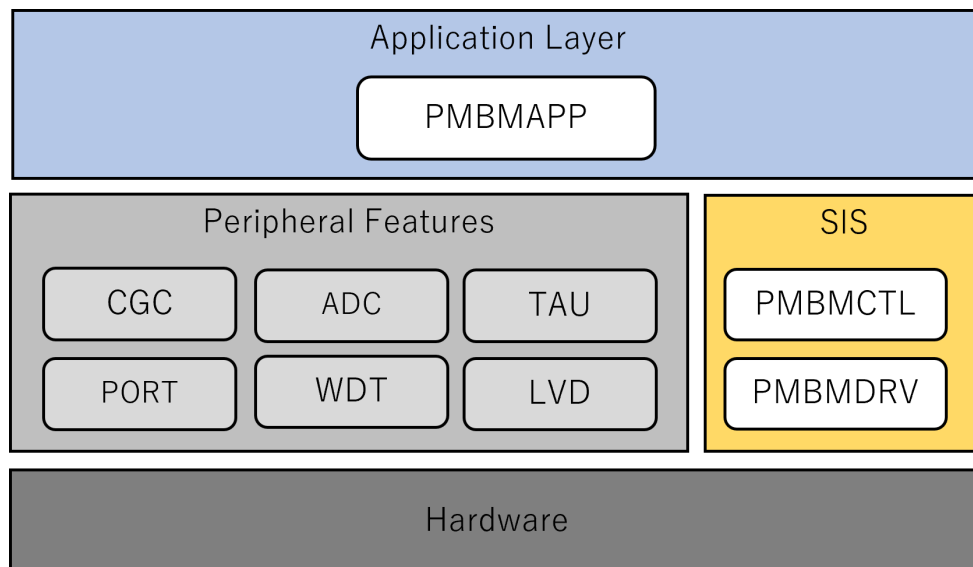 Application Layer
PMBMAPP
Peripheral Features
CGC
ADC
TAU
PORT
WDT
LVD
SIS
PMBMCTL
PMBMDRV
Hardware